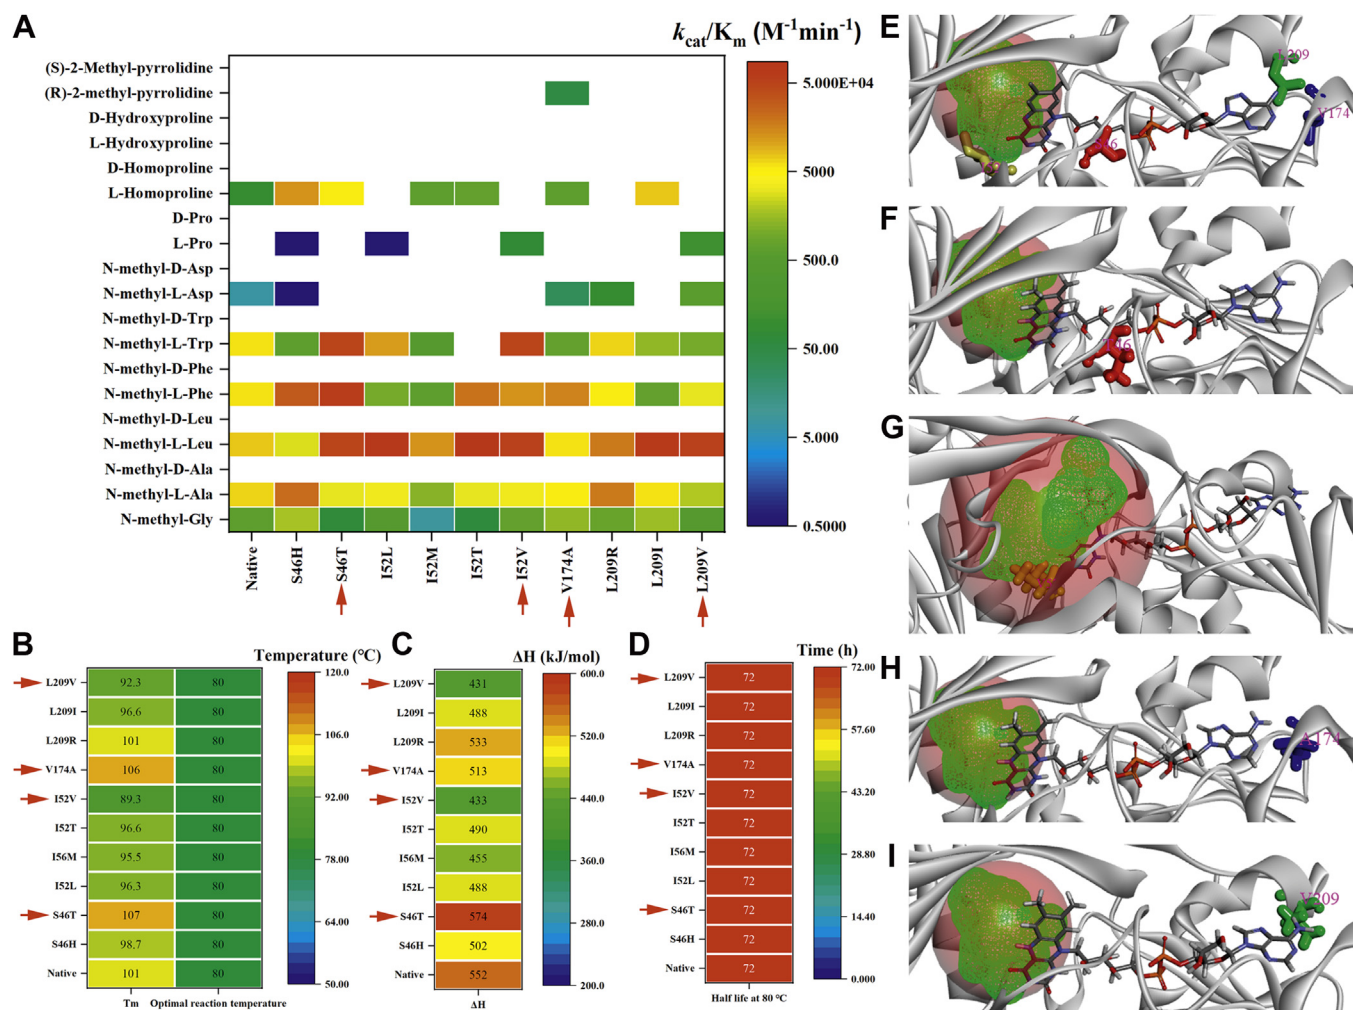 A
kcat/Km (M-1min-1)
(S)-2-Methyl-pyrrolidine
(R)-2-methyl-pyrrolidine
D-Hydroxyproline
L-Hydroxyproline
D-Homoproline
L-Homoproline
D-Pro
L-Pro
N-methyl-D-Asp
N-methyl-L-Asp
N-methyl-D-Trp
N-methyl-L-Trp
N-methyl-D-Phe
N-methyl-L-Phe
N-methyl-D-Leu
N-methyl-L-Leu
N-methyl-D-Ala
N-methyl-L-Ala
N-methyl-Gly
Native
S46H
S46T
I52L
I52M
I52T
I52V
V174A
L209R
L209I
L209V
5.000E+04
5000
500.0
50.00
5.000
0.5000
B
Temperature (℃)
L209V 92.3 80
L209I 96.6 80
L209R 101 80
V174A 106 80
I52V 89.3 80
I52T 96.6 80
I56M 95.5 80
I52L 96.3 80
S46T 107 80
S46H 98.7 80
Native 101 80
Tm Optimal reaction temperature
120.0
106.0
92.00
78.00
64.00
50.00
C
ΔH (kJ/mol)
L209V 431
L209I 488
L209R 533
V174A 513
I52V 433
I52T 490
I56M 455
I52L 488
S46T 574
S46H 502
Native 552
ΔH
600.0
520.0
440.0
360.0
280.0
200.0
D
Time (h)
L209V 72
L209I 72
L209R 72
V174A 72
I52V 72
I52T 72
I56M 72
I52L 72
S46T 72
S46H 72
Native 72
Half life at 80 ℃
72.00
57.60
43.20
28.80
14.40
0.000
E
L209
V174
F
T46
G
H
A174
I
V209